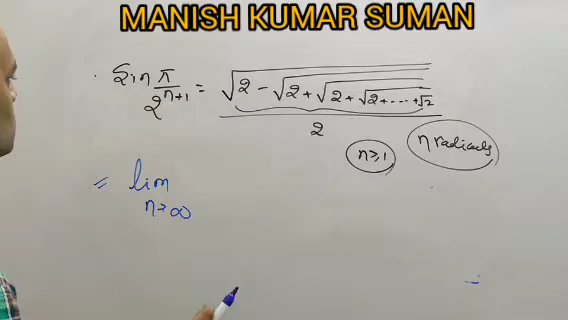 MANISH KUMAR SUMAN
Sin π/2^(n+1) = √(2 - √(2 + √(2 + √(2 + ---- + √2)))) / 2
n≥1 n radicals
= lim n→∞